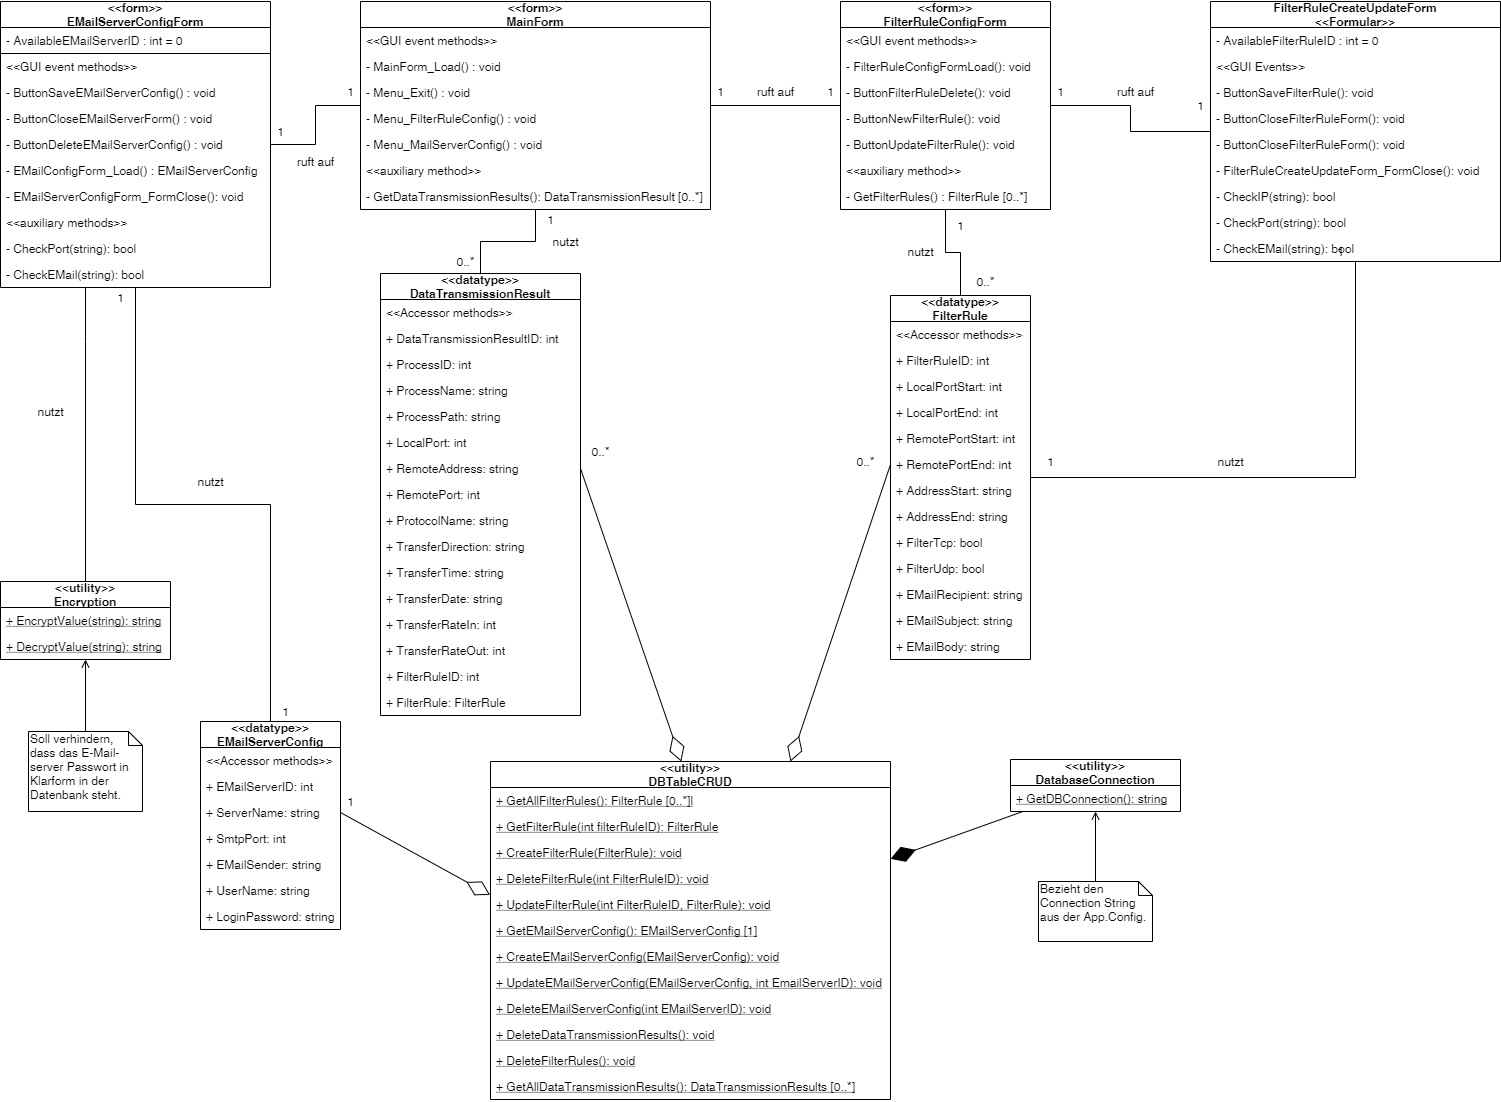 <<form>>
EMailServerConfigForm
- AvailableEMailServerID : int = 0
<<GUI event methods>>
- ButtonSaveEMailServerConfig() : void
- ButtonCloseEMailServerForm() : void
- ButtonDeleteEMailServerConfig() : void
- EMailConfigForm_Load() : EMailServerConfig
- EMailServerConfigForm_FormClose(): void
<<auxiliary methods>>
- CheckPort(string): bool
- CheckEMail(string): bool
1
1
ruft auf
<<form>>
MainForm
<<GUI event methods>>
- MainForm_Load() : void
- Menu_Exit() : void
- Menu_FilterRuleConfig() : void
- Menu_MailServerConfig() : void
<<auxiliary method>>
- GetDataTransmissionResults(): DataTransmissionResult [0..*]
1
ruft auf
1
<<form>>
FilterRuleConfigForm
<<GUI event methods>>
- FilterRuleConfigFormLoad(): void
- ButtonFilterRuleDelete(): void
- ButtonNewFilterRule(): void
- ButtonUpdateFilterRule(): void
<<auxiliary method>>
- GetFilterRules() : FilterRule [0..*]
1
ruft auf
1
FilterRuleCreateUpdateForm
<<Formular>>
- AvailableFilterRuleID : int = 0
<<GUI Events>>
- ButtonSaveFilterRule(): void
- ButtonCloseFilterRuleForm(): void
- ButtonCloseFilterRuleForm(): void
- FilterRuleCreateUpdateForm_FormClose(): void
- CheckIP(string): bool
- CheckPort(string): bool
- CheckEMail(string): bool
1
nutzt
0..*
1
nutzt
0..*
1
nutzt
nutzt
1
nutzt
1
<<datatype>>
DataTransmissionResult
<<Accessor methods>>
+ DataTransmissionResultID: int
+ ProcessID: int
+ ProcessName: string
+ ProcessPath: string
+ LocalPort: int
+ RemoteAddress: string
+ RemotePort: int
+ ProtocolName: string
+ TransferDirection: string
+ TransferTime: string
+ TransferDate: string
+ TransferRateIn: int
+ TransferRateOut: int
+ FilterRuleID: int
+ FilterRule: FilterRule
0..*
0..*
<<datatype>>
FilterRule
<<Accessor methods>>
+ FilterRuleID: int
+ LocalPortStart: int
+ LocalPortEnd: int
+ RemotePortStart: int
+ RemotePortEnd: int
+ AddressStart: string
+ AddressEnd: string
+ FilterTcp: bool
+ FilterUdp: bool
+ EMailRecipient: string
+ EMailSubject: string
+ EMailBody: string
1
nutzt
<<utility>>
Encryption
+ EncryptValue(string): string
+ DecryptValue(string): string
Soll verhindern,
dass das E-Mail-
server Passwort in
Klarform in der
Datenbank steht.
<<datatype>>
EMailServerConfig
<<Accessor methods>>
+ EMailServerID: int
+ ServerName: string
+ SmtpPort: int
+ EMailSender: string
+ UserName: string
+ LoginPassword: string
1
<<utility>>
DBTableCRUD
+ GetAllFilterRules(): FilterRule [0..*]l
+ GetFilterRule(int filterRuleID): FilterRule
+ CreateFilterRule(FilterRule): void
+ DeleteFilterRule(int FilterRuleID): void
+ UpdateFilterRule(int FilterRuleID, FilterRule): void
+ GetEMailServerConfig(): EMailServerConfig [1]
+ CreateEMailServerConfig(EMailServerConfig): void
+ UpdateEMailServerConfig(EMailServerConfig, int EmailServerID): void
+ DeleteEMailServerConfig(int EMailServerID): void
+ DeleteDataTransmissionResults(): void
+ DeleteFilterRules(): void
+ GetAllDataTransmissionResults(): DataTransmissionResults [0..*]
<<utility>>
DatabaseConnection
+ GetDBConnection(): string
Bezieht den
Connection String
aus der App.Config.